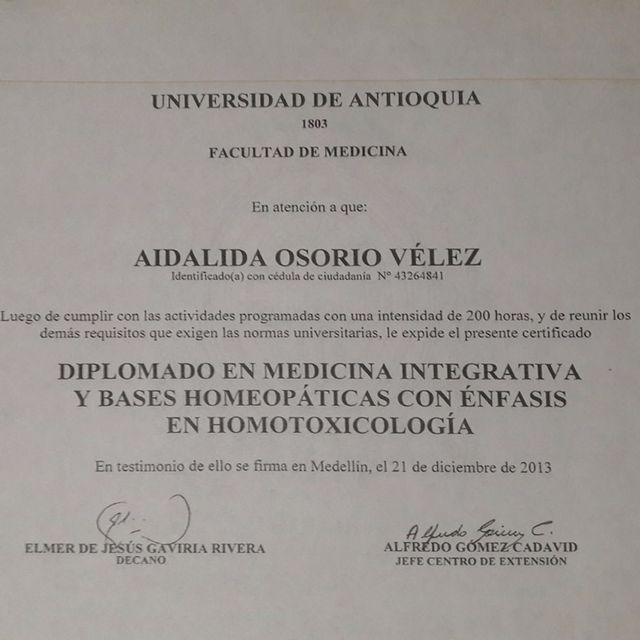 UNIVERSIDAD DE ANTIOQUIA
1803
FACULTAD DE MEDICINA
En atención a que:
AIDALIDA OSORIO VÉLEZ
Identificado(a) con cédula de ciudadanía Nº 43264841
Luego de cumplir con las actividades programadas con una intensidad de 200 horas, y de reunir los
demás requisitos que exigen las normas universitarias, le expide el presente certificado
DIPLOMADO EN MEDICINA INTEGRATIVA
Y BASES HOMEOPÁTICAS CON ÉNFASIS
EN HOMOTOXICOLOGÍA
En testimonio de ello se firma en Medellín, el 21 de diciembre de 2013
Alfredo Gómez C.
ELMER DE JESÚS GAVIRIA RIVERA
DECANO
ALFREDO GÓMEZ CADAVID
JEFE CENTRO DE EXTENSIÓN